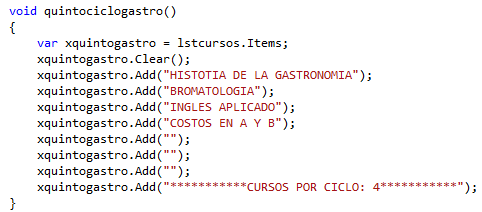 void quintociclogastro()
{
var xquintogastro = lstcursos.Items;
xquintogastro.Clear();
xquintogastro.Add("HISTOTIA DE LA GASTRONOMIA");
xquintogastro.Add("BROMATOLOGIA");
xquintogastro.Add("INGLES APLICADO");
xquintogastro.Add("COSTOS EN A Y B");
xquintogastro.Add("");
xquintogastro.Add("");
xquintogastro.Add("");
xquintogastro.Add("***********CURSOS POR CICLO: 4***********");
}